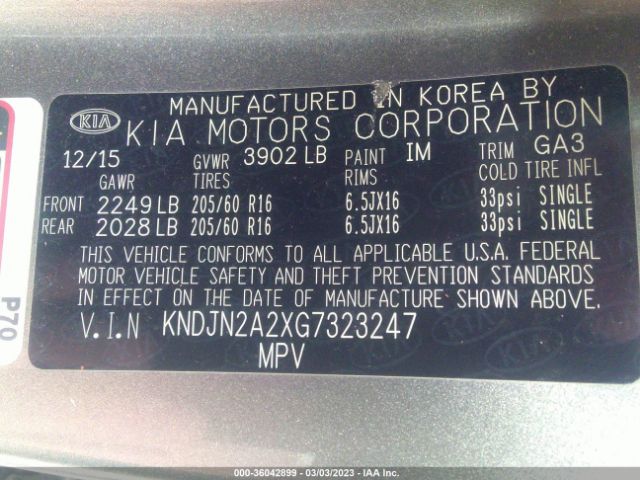 MANUFACTURED IN KOREA BY
KIA KIA MOTORS CORPORATION
12/15 GVWR 3902 LB PAINT IM TRIM GA3
GAWR TIRES RIMS COLD TIRE INFL
FRONT 2249 LB 205/60 R16 6.5JX16 33psi SINGLE
REAR 2028 LB 205/60 R16 6.5JX16 33psi SINGLE
THIS VEHICLE CONFORMS TO ALL APPLICABLE U.S.A. FEDERAL
MOTOR VEHICLE SAFETY AND THEFT PREVENTION STANDARDS
IN EFFECT ON THE DATE OF MANUFACTURE SHOWN ABOVE.
V.I.N KNDJN2A2XG7323247
MPV
P70
000-36042899 - 03/03/2023 - IAA Inc.